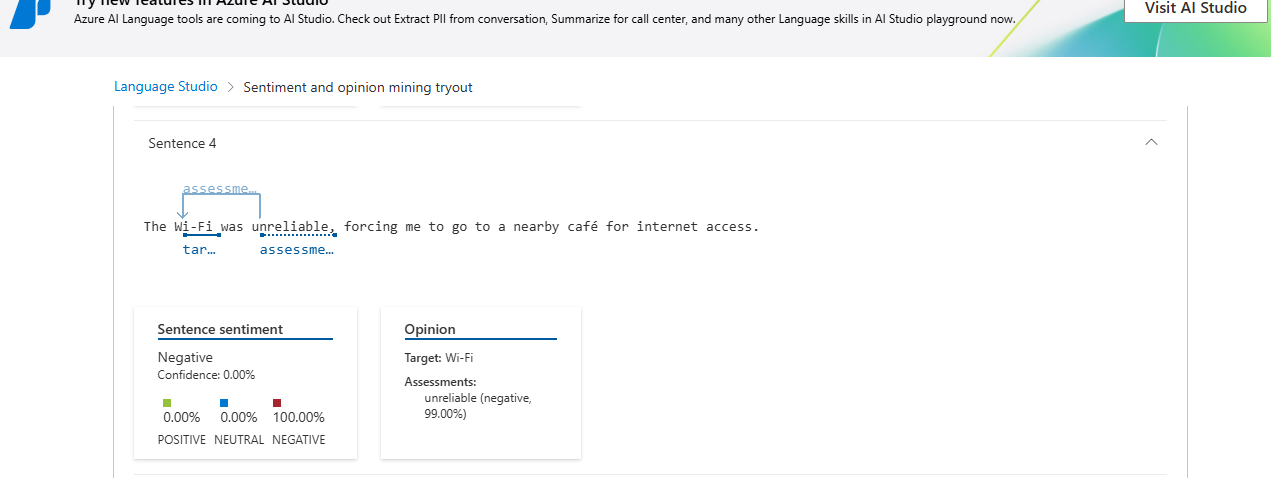 Try new features in Azure AI Studio
Azure AI Language tools are coming to AI Studio. Check out Extract PII from conversation, Summarize for call center, and many other Language skills in AI Studio playground now.
Visit AI Studio
Language Studio > Sentiment and opinion mining tryout
Sentence 4
assessme…
The Wi-Fi was unreliable, forcing me to go to a nearby café for internet access.
tar… assessme…
Sentence sentiment
Negative
Confidence: 0.00%
0.00% 0.00% 100.00%
POSITIVE NEUTRAL NEGATIVE
Opinion
Target: Wi-Fi
Assessments:
unreliable (negative,
99.00%)